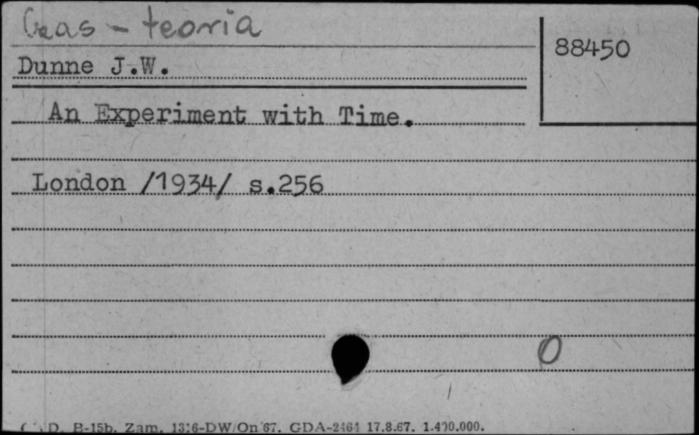 Czas - teoria
88450
Dunne J.W.
An Experiment with Time.
London /1934/ s.256
0
D. B-15b. Zam. 1316-DW/On 67. GDA-2464 17.8.67. 1.400.000.